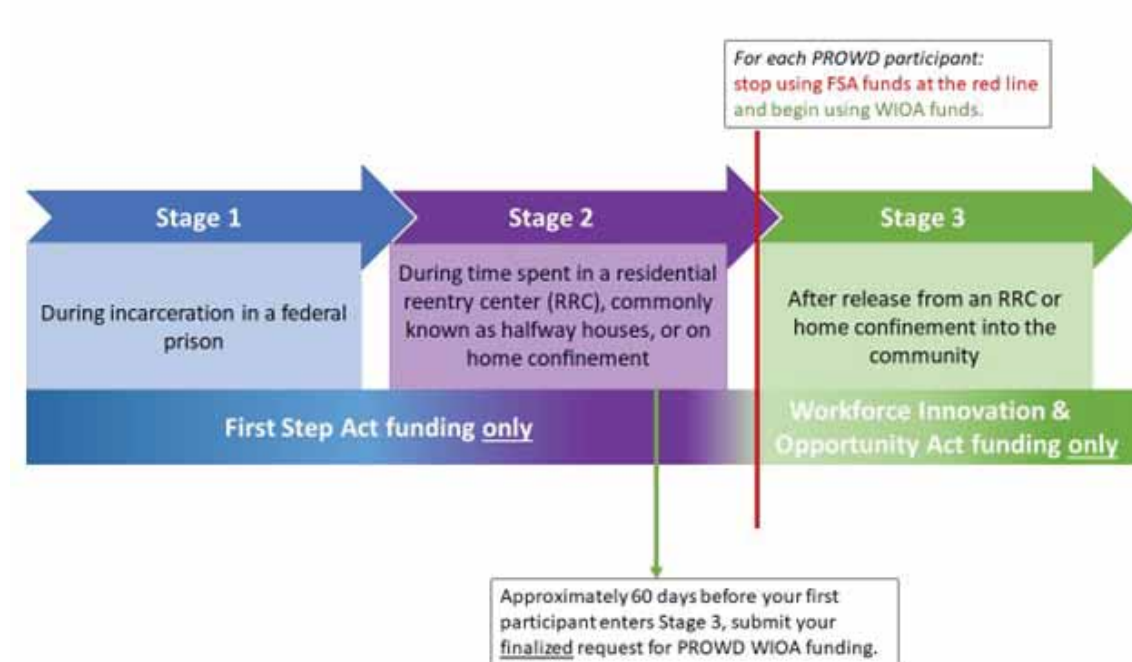 For each PROWD participant:
stop using FSA funds at the red line
and begin using WIOA funds.
Stage 1
Stage 2
Stage 3
During incarceration in a federal
prison
During time spent in a residential
reentry center (RRC), commonly
known as halfway houses, or on
home confinement
After release from an RRC or
home confinement into the
community
First Step Act funding only
Workforce Innovation &
Opportunity Act funding only
Approximately 60 days before your first
participant enters Stage 3, submit your
finalized request for PROWD WIOA funding.